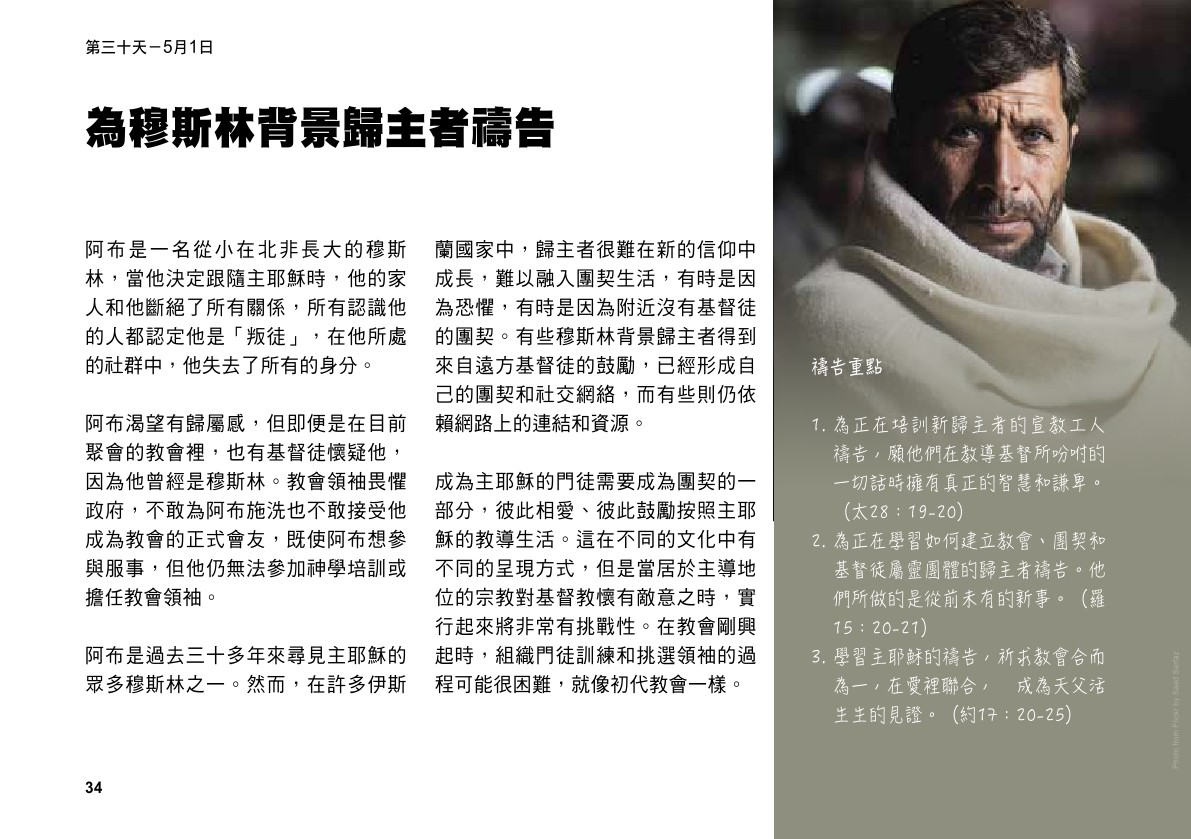 第三十天－5月1日
為穆斯林背景歸主者禱告
阿布是一名從小在北非長大的穆斯
林，當他決定跟隨主耶穌時，他的家
人和他斷絕了所有關係，所有認識他
的人都認定他是「叛徒」，在他所處
的社群中，他失去了所有的身分。
阿布渴望有歸屬感，但即便是在目前
聚會的教會裡，也有基督徒懷疑他，
因為他曾經是穆斯林。教會領袖畏懼
政府，不敢為阿布施洗也不敢接受他
成為教會的正式會友，既使阿布想參
與服事，但他仍無法參加神學培訓或
擔任教會領袖。
阿布是過去三十多年來尋見主耶穌的
眾多穆斯林之一。然而，在許多伊斯
蘭國家中，歸主者很難在新的信仰中
成長，難以融入團契生活，有時是因
為恐懼，有時是因為附近沒有基督徒
的團契。有些穆斯林背景歸主者得到
來自遠方基督徒的鼓勵，已經形成自
己的團契和社交網絡，而有些則仍依
賴網路上的連結和資源。
成為主耶穌的門徒需要成為團契的一
部分，彼此相愛、彼此鼓勵按照主耶
穌的教導生活。這在不同的文化中有
不同的呈現方式，但是當居於主導地
位的宗教對基督教懷有敵意之時，實
行起來將非常有挑戰性。在教會剛興
起時，組織門徒訓練和挑選領袖的過
程可能很困難，就像初代教會一樣。
禱告重點
1. 為正在培訓新歸主者的宣教工人
禱告，願他們在教導基督所吩咐的
一切話時擁有真正的智慧和謙卑。
（太28：19-20）
2. 為正在學習如何建立教會、團契和
基督徒屬靈團體的歸主者禱告。他
們所做的是從前未有的新事。（羅
15：20-21）
3. 學習主耶穌的禱告，祈求教會合而
為一，在愛裡聯合，　成為天父活
生生的見證。（約17：20-25）
Photo from Flickr by Saad Sarfaz
34